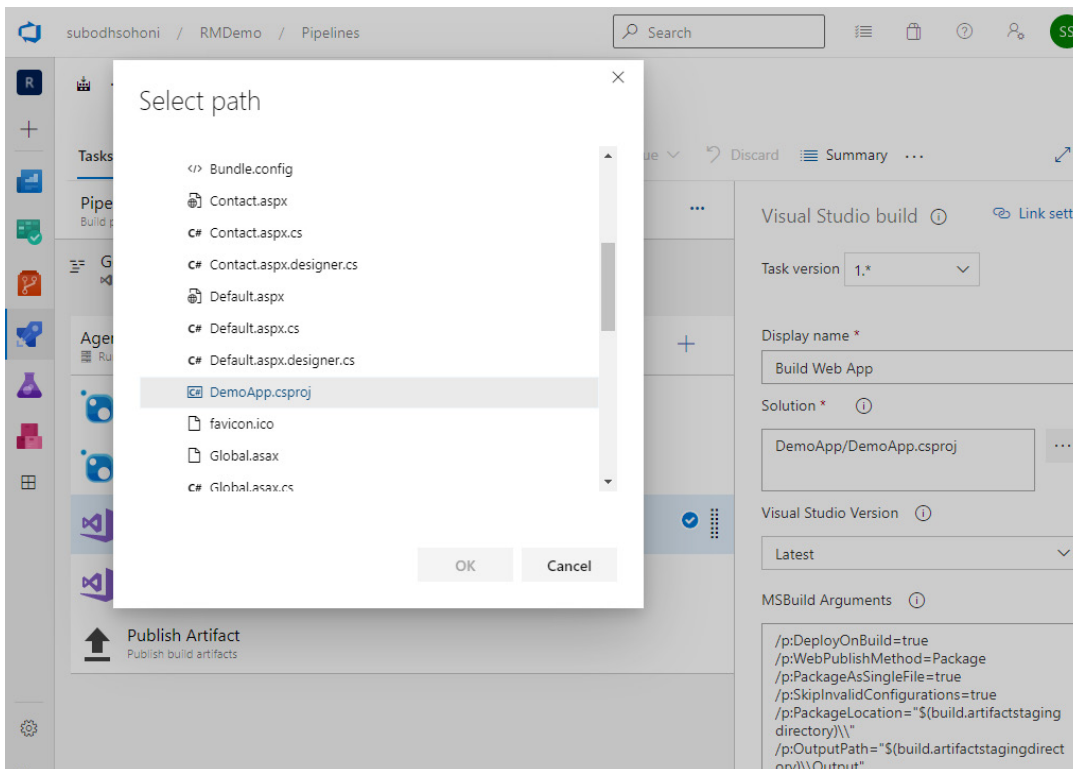 subodhsohoni / RMDemo / Pipelines
Search
SS
R
Select path
Tasks
Discard
Summary
Pipe
Build p
Visual Studio build
Link sett
G
Task version 1.*
Agen
Ru
</> Bundle.config
Contact.aspx
C# Contact.aspx.cs
C# Contact.aspx.designer.cs
Default.aspx
C# Default.aspx.cs
C# Default.aspx.designer.cs
C# DemoApp.csproj
favicon.ico
Global.asax
C# Global.asax.cs
OK Cancel
Publish Artifact
Publish build artifacts
Display name *
Build Web App
Solution *
DemoApp/DemoApp.csproj
Visual Studio Version
Latest
MSBuild Arguments
/p:DeployOnBuild=true
/p:WebPublishMethod=Package
/p:PackageAsSingleFile=true
/p:SkipInvalidConfigurations=true
/p:PackageLocation="$(build.artifactstaging
directory)\\"
/p:OutputPath="$(build.artifactstagingdirect
ory)\\Output"